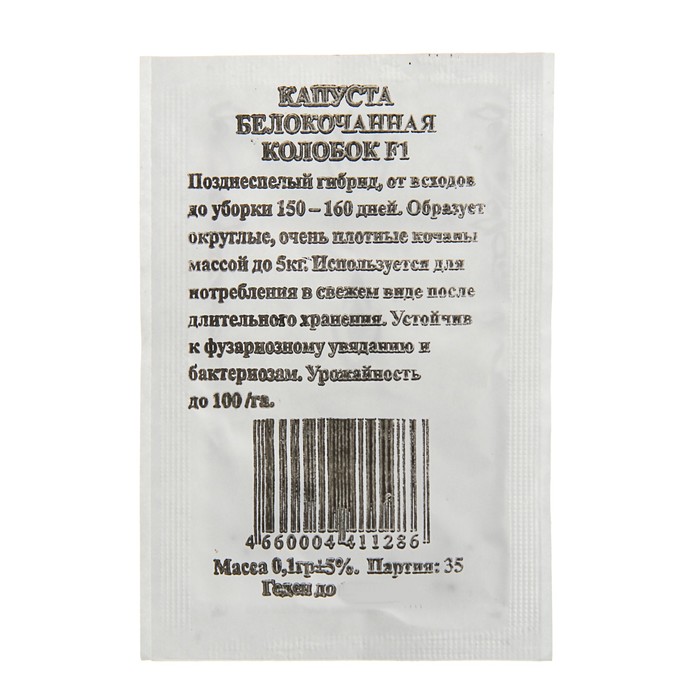 КАПУСТА
БЕЛОКОЧАННАЯ
КОЛОБОК F1
Позднеспелый гибрид, от всходов
до уборки 150 – 160 дней. Образует
округлые, очень плотные кочаны
массой до 5кг. Используется для
потребления в свежем виде после
длительного хранения. Устойчив
к фузариозному увяданию и
бактериозам. Урожайность
до 100 /га.
4 660004 411286
Масса 0,1гр±5%. Партия: 35
Годен до